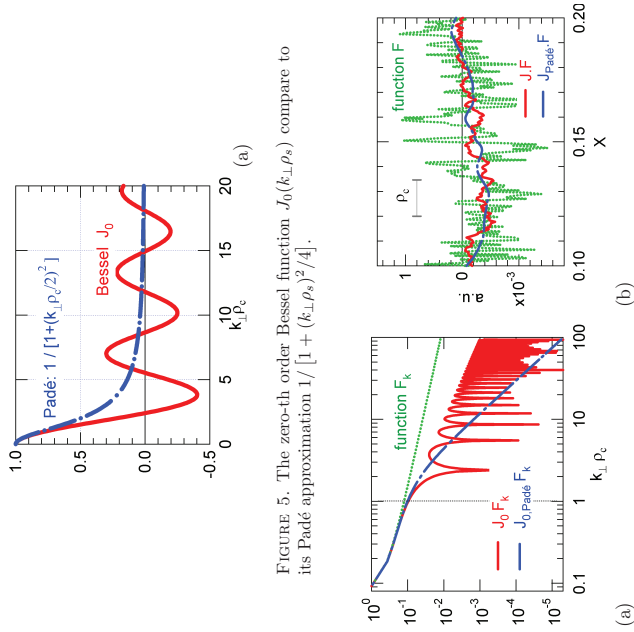 1.0
0.5
0.0
-0.5
0
5
10
15
20
k⊥ρc
Padé: 1 / [1+(k⊥ρc/2)²]
Bessel J0
(a)
FIGURE 5. The zero-th order Bessel function J0(k⊥ρs) compare to
its Padé approximation 1/ [1 + (k⊥ρs)²/4].
10⁰
10⁻¹
10⁻²
10⁻³
10⁻⁴
10⁻⁵
0.1
1
10
100
k⊥ ρc
function Fk
J0 Fk
J0,Padé Fk
(a)
1
0
-1
a.u.
x10⁻³
0.10
0.15
0.20
X
function F
ρc
J.F
JPadé.F
(b)